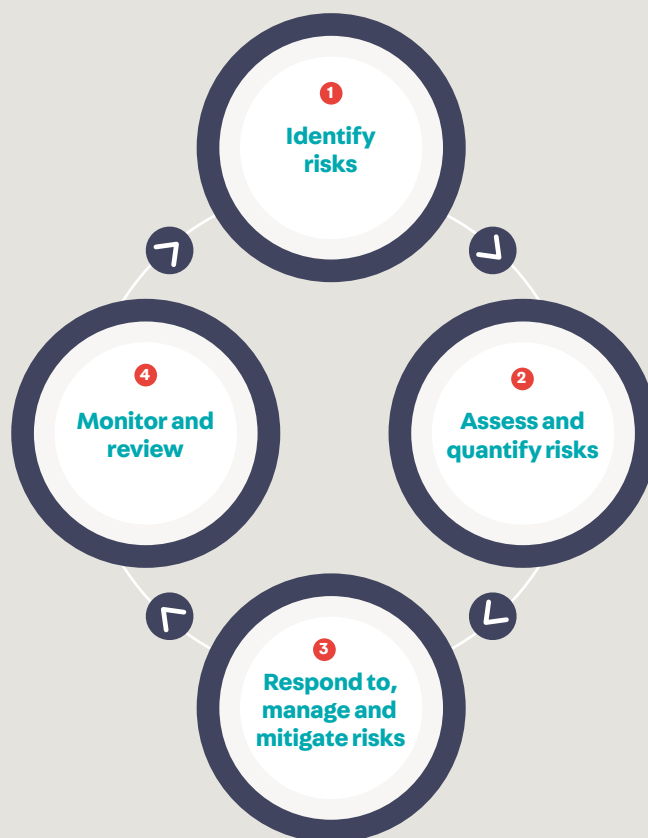 1
Identify
risks
2
Assess and
quantify risks
3
Respond to,
manage and
mitigate risks
4
Monitor and
review